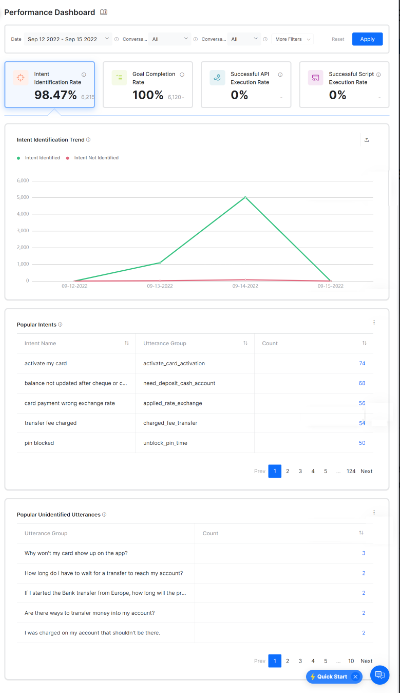 Performance Dashboard
Date Sep 12 2022 - Sep 15 2022 Conversa... All Conversa... All More Filters Reset Apply
Intent Identification Rate
98.47%
Goal Completion Rate
100% 6,120 -
Successful API Execution Rate
0% -
Successful Script Execution Rate
0% -
Intent Identification Trend
Intent Identified Intent Not Identified
6,000
5,000
4,000
3,000
2,000
1,000
0
09-12-2022 09-13-2022 09-14-2022 09-15-2022
Popular Intents
Intent Name Utterance Group Count
activate my card activate_card_activation 74
balance not updated after cheque or c... need_deposit_cash_account 68
card payment wrong exchange rate applied_rate_exchange 56
transfer fee charged charged_fee_transfer 54
pin blocked unblock_pin_time 50
Prev 1 2 3 4 5 ... 124 Next
Popular Unidentified Utterances
Utterance Group Count
Why won't my card show up on the app? 3
How long do I have to wait for a transfer to reach my account? 2
If I started the Bank transfer from Europe, how long will the pr... 2
Are there ways to transfer money into my account? 2
I was charged on my account that shouldn't be there. 2
Prev 1 2 3 4 5 ... 10 Next
Quick Start